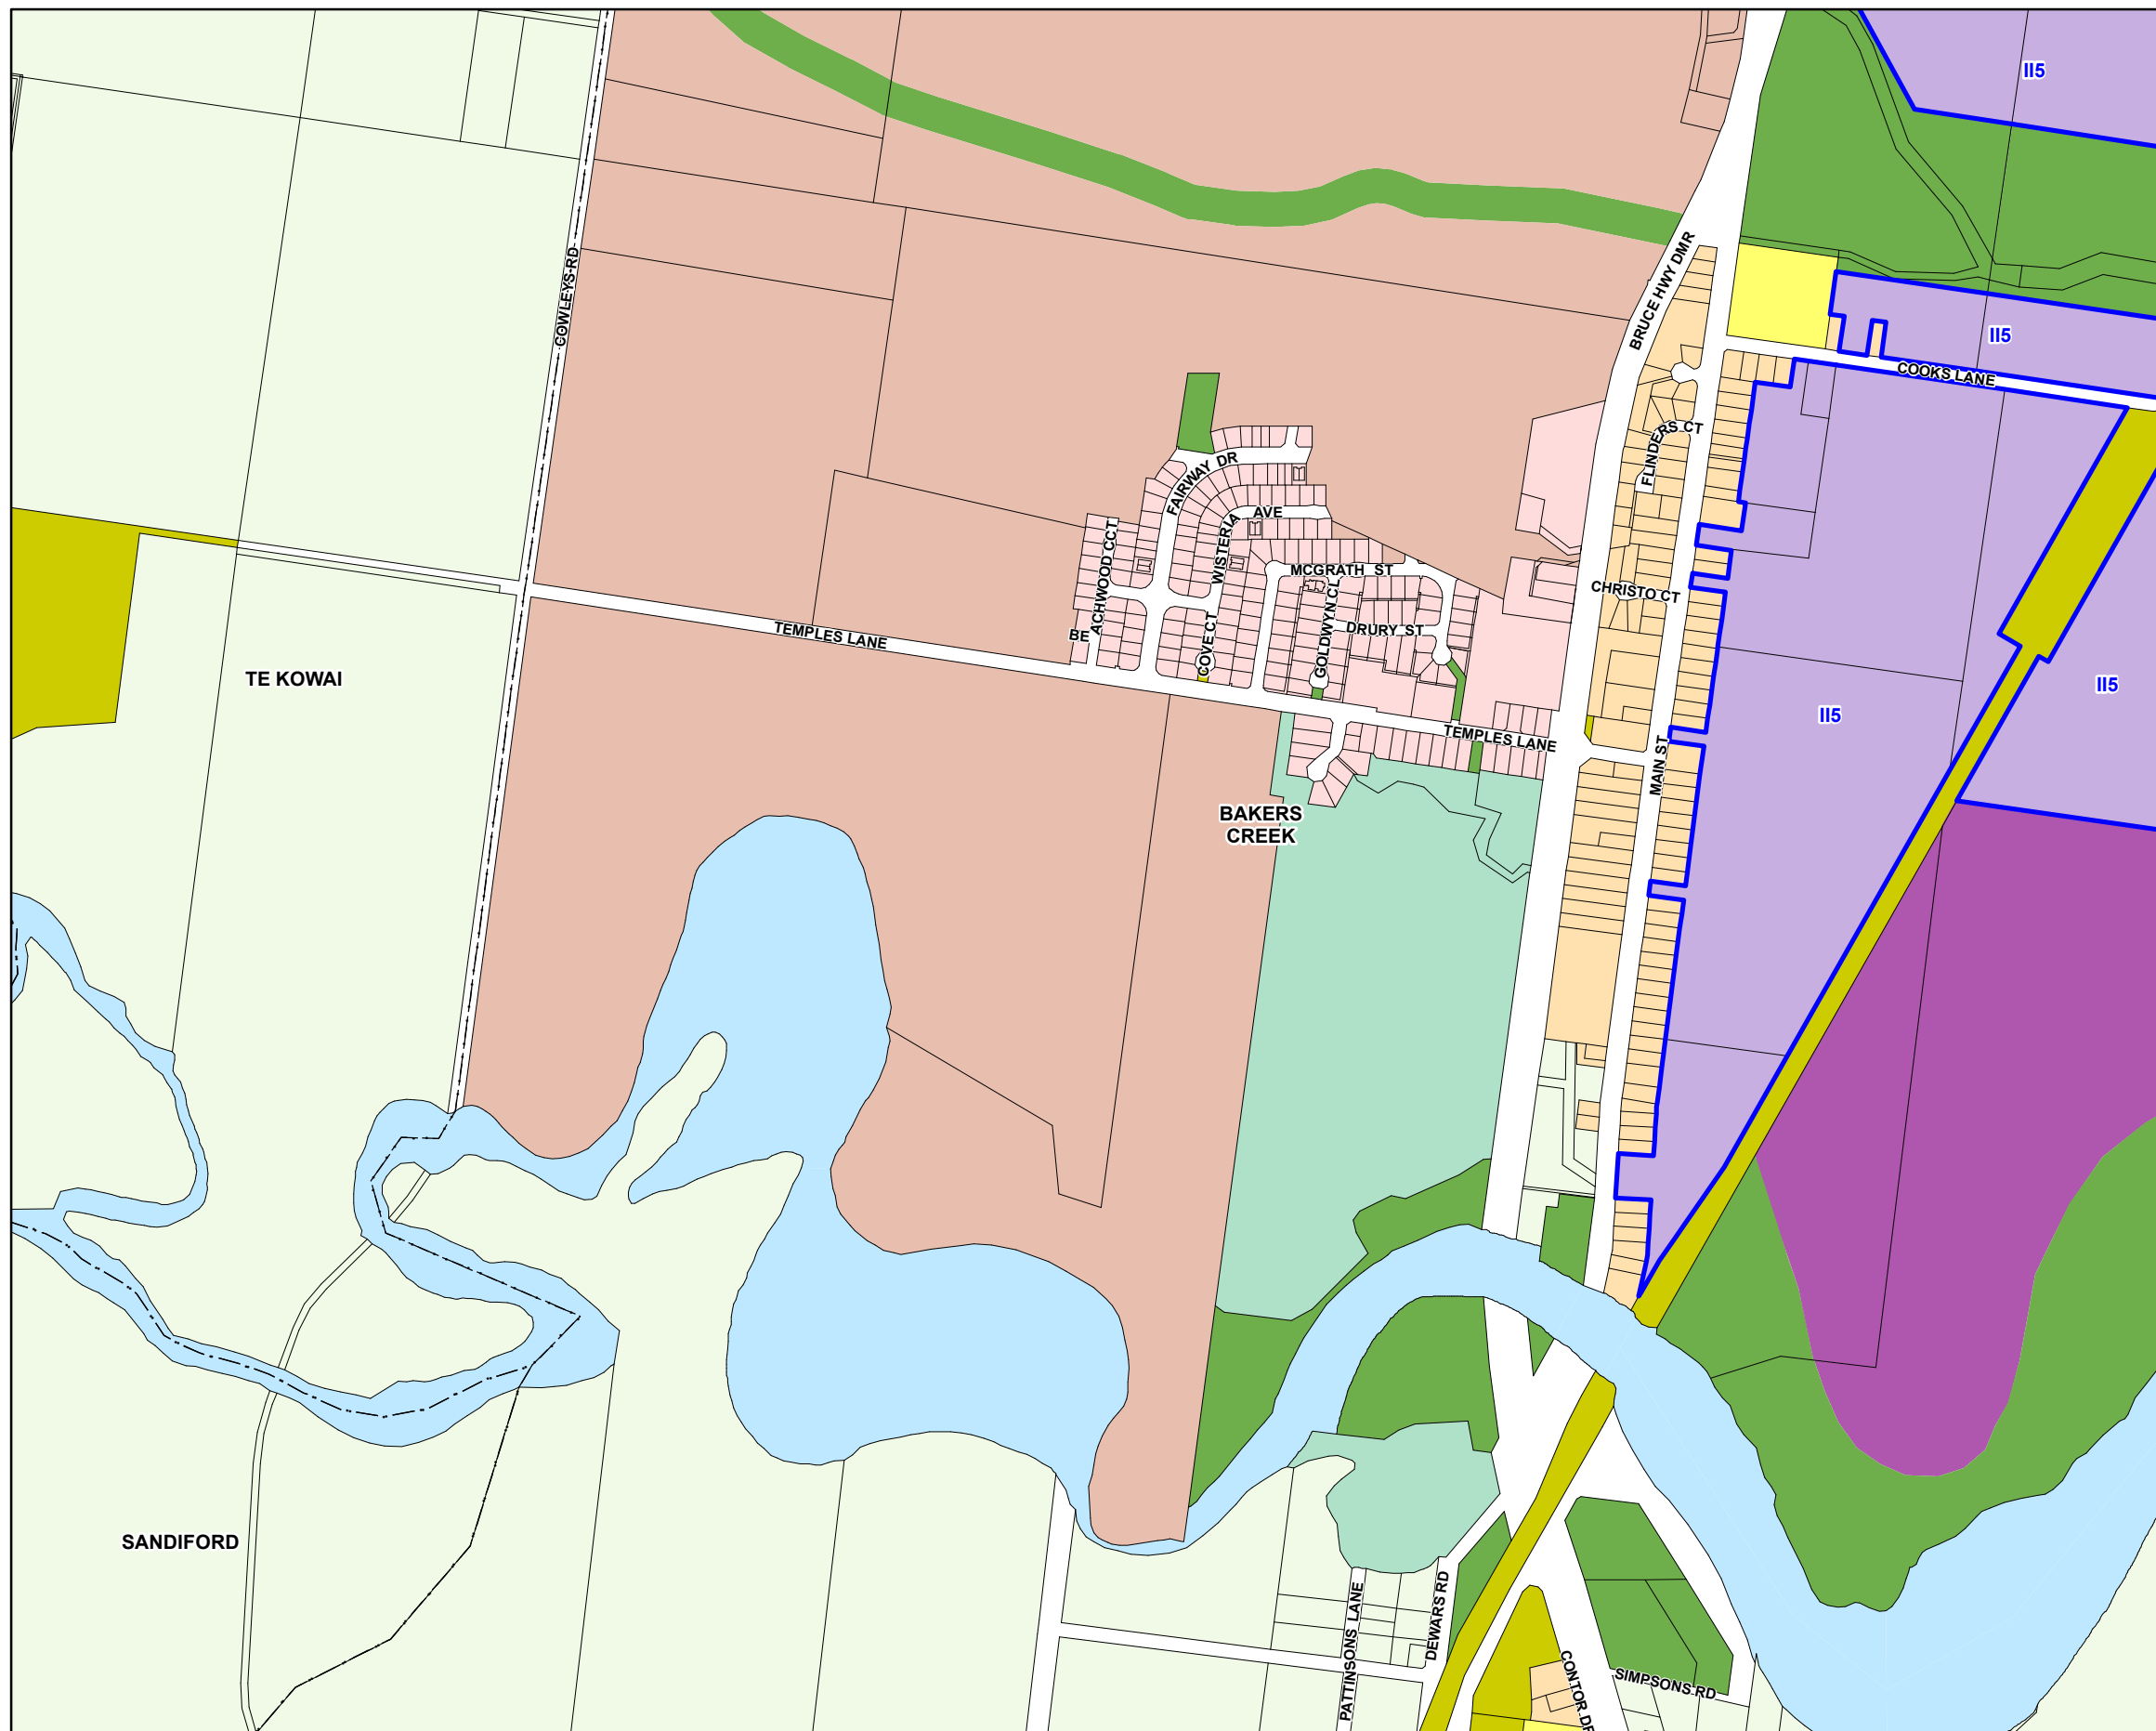 II5
BRUCE HWY DMR
COWLEYS RD
II5
COOKS LANE
FLINDERS CT
FAIRWAY DR
AVE
WISTERIA
ACHWOOD CCT
BE
MCGRATH ST
CHRISTO CT
GOLDWYN CL
DRURY ST
TEMPLES LANE
COVE CT
TE KOWAI
II5
II5
TEMPLES LANE
MAIN ST
BAKERS
CREEK
SANDIFORD
PATTINSONS LANE
DEWARS RD
CONTOR DR
SIMPSONS RD